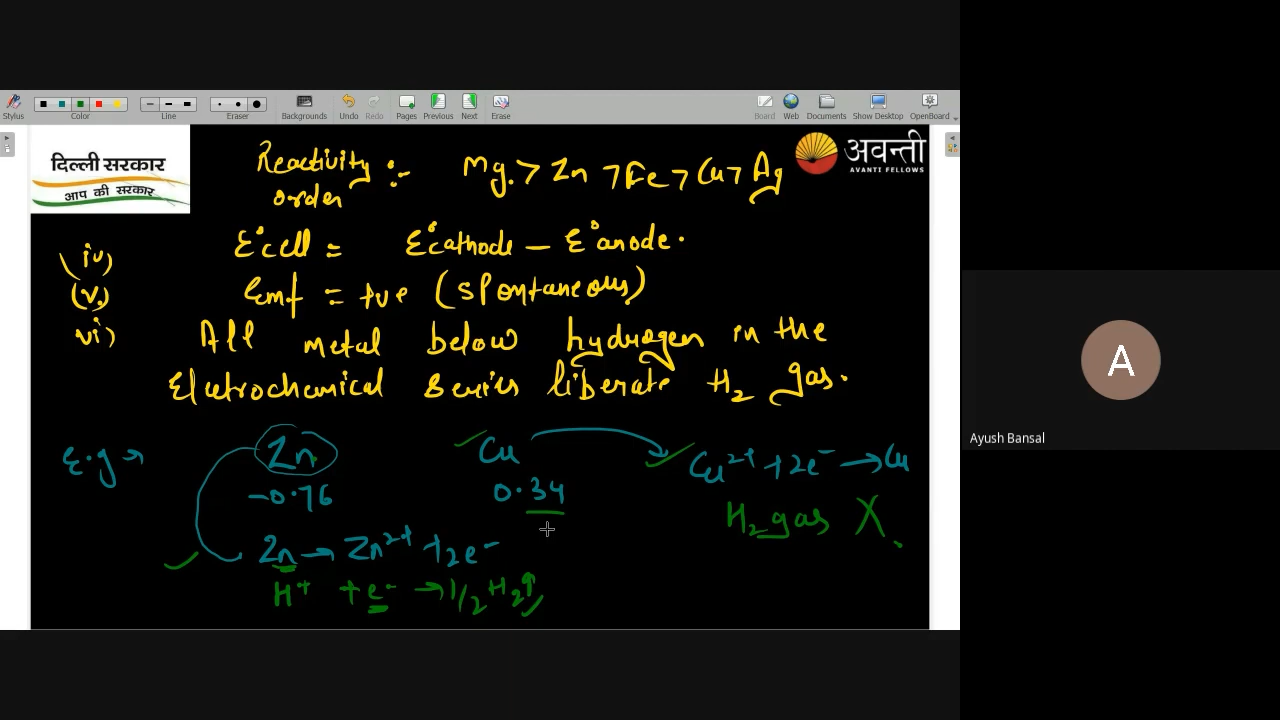 Stylus Color Line Eraser Backgrounds Undo Redo Pages Previous Next Erase Board Web Documents Show Desktop OpenBoard
दिल्ली सरकार
आप की सरकार
अवन्ती
AVANTI FELLOWS
Reactivity order :- Mg. > Zn > Fe > Cu > Ag
(iv) E°cell = E°cathode - E°anode.
(v) Emf = +ve (spontaneous)
vi) All metal below hydrogen in the
Eletrochemical series liberate H2 gas.
E.g → Zn Cu Cu2+ + 2e- → Cu
-0.76 0.34 H2 gas X
Zn → Zn2+ + 2e-
H+ + e- → 1/2 H2↑
A
Ayush Bansal